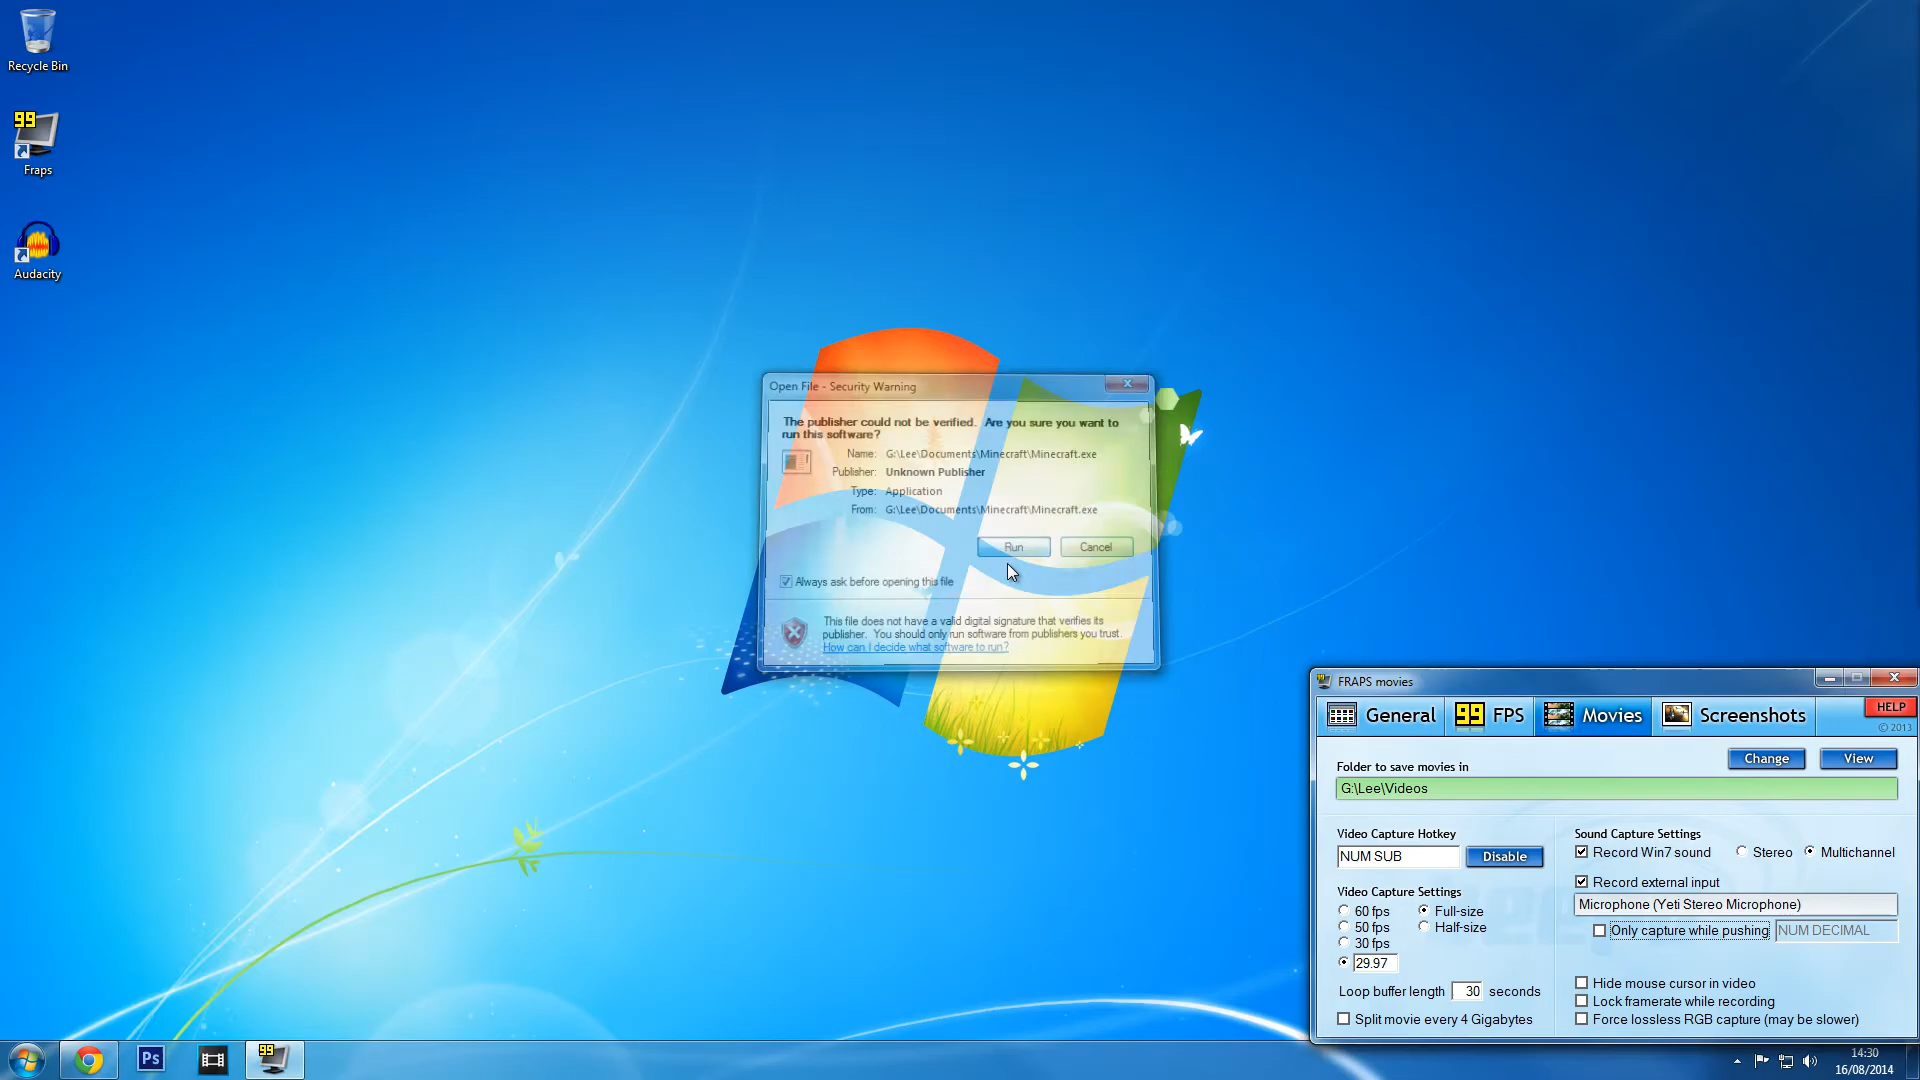 Recycle Bin
99
Fraps
Audacity
Open File - Security Warning
The publisher could not be verified. Are you sure you want to
run this software?
Name: G:\Lee\Documents\Minecraft\Minecraft.exe
Publisher: Unknown Publisher
Type: Application
From: G:\Lee\Documents\Minecraft\Minecraft.exe
Run Cancel
Always ask before opening this file
This file does not have a valid digital signature that verifies its
publisher. You should only run software from publishers you trust.
How can I decide what software to run?
FRAPS movies
General 99 FPS Movies Screenshots HELP
© 2013
Folder to save movies in Change View
G:\Lee\Videos
Video Capture Hotkey
NUM SUB Disable
Video Capture Settings
60 fps Full-size
50 fps Half-size
30 fps
29.97
Loop buffer length 30 seconds
Split movie every 4 Gigabytes
Sound Capture Settings
Record Win7 sound Stereo Multichannel
Record external input
Microphone (Yeti Stereo Microphone)
Only capture while pushing NUM DECIMAL
Hide mouse cursor in video
Lock framerate while recording
Force lossless RGB capture (may be slower)
Ps
99
14:30
16/08/2014